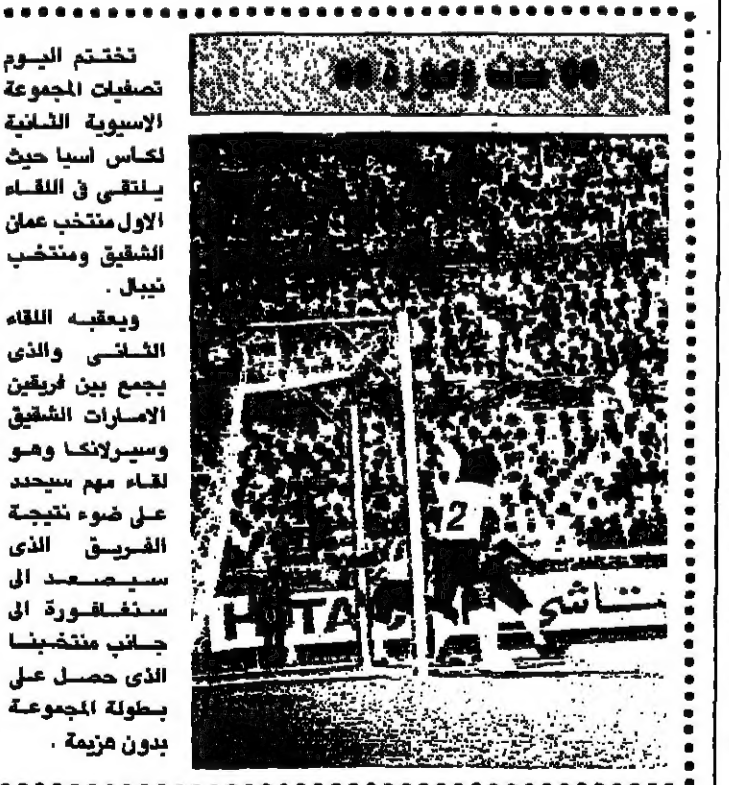 وصورة
تختتم اليوم
تصفيات المجموعة
الاسيوية الثانية
لكاس اسيا حيث
يلتقى في اللقاء
الاول منتخب عمان
الشقيق ومنتخب
نيبال .
ويعقبه اللقاء
الثانى والذى
يجمع بين فريقين
الامارات الشقيق
وسيرلانكا وهو
لقاء مهم سيحدد
على ضوء نتيجة
الفريق الذى
سيصعد الى
سنغافورة الى
جانب منتخبنا
الذى حصل على
بطولة المجموعة
بدون هزيمة .
2